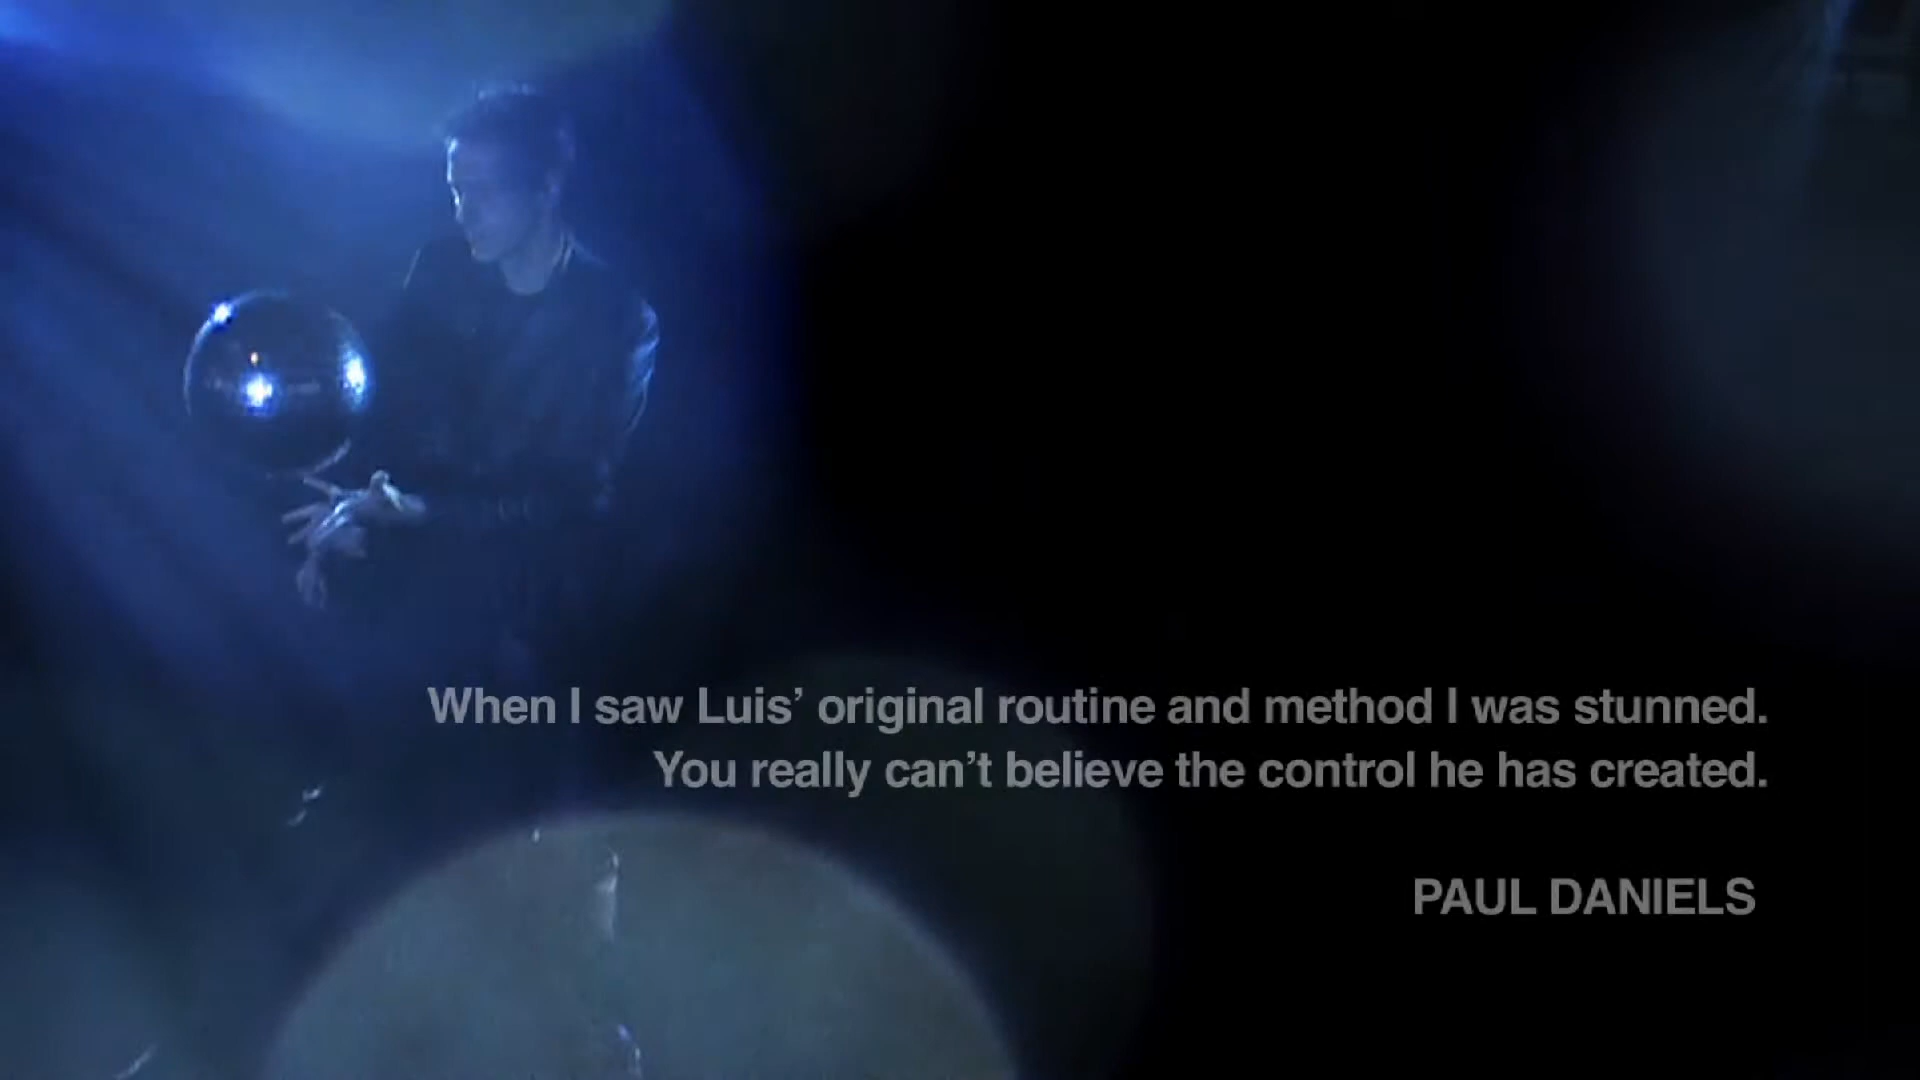 When I saw Luis’ original routine and method I was stunned.
You really can’t believe the control he has created.
PAUL DANIELS